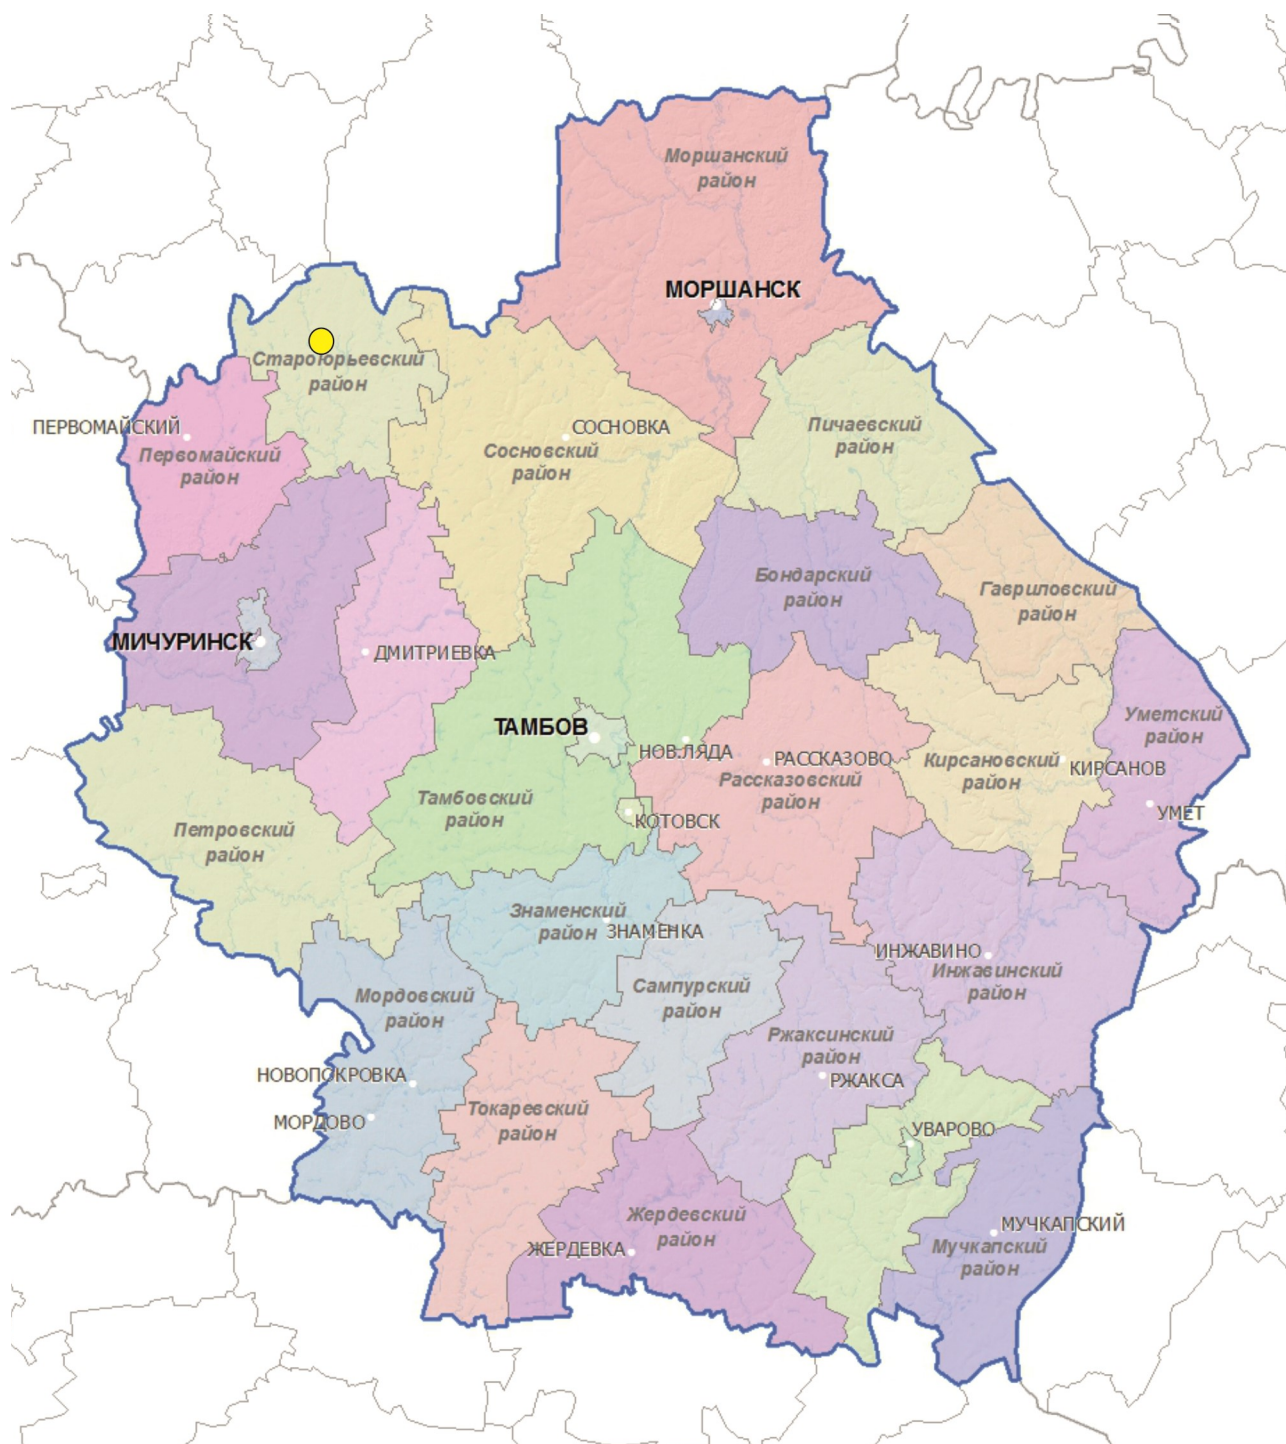 Моршанский
район
МОРШАНСК
Староюрьевский
район
ПЕРВОМАЙСКИЙ
Первомайский
район
СОСНОВКА
Сосновский
район
Пичаевский
район
Бондарский
район
Гавриловский
район
МИЧУРИНСК
ДМИТРИЕВКА
ТАМБОВ
НОВ.ЛЯДА
РАССКАЗОВО
Рассказовский
район
Кирсановский
район
КИРСАНОВ
Уметский
район
УМЕТ
Тамбовский
район
КОТОВСК
Петровский
район
Знаменский
район
ЗНАМЕНКА
ИНЖАВИНО
Инжавинский
район
Мордовский
район
Сампурский
район
Ржаксинский
район
РЖАКСА
НОВОПОКРОВКА
МОРДОВО
Токаревский
район
УВАРОВО
Жердевский
район
ЖЕРДЕВКА
МУЧКАПСКИЙ
Мучкапский
район